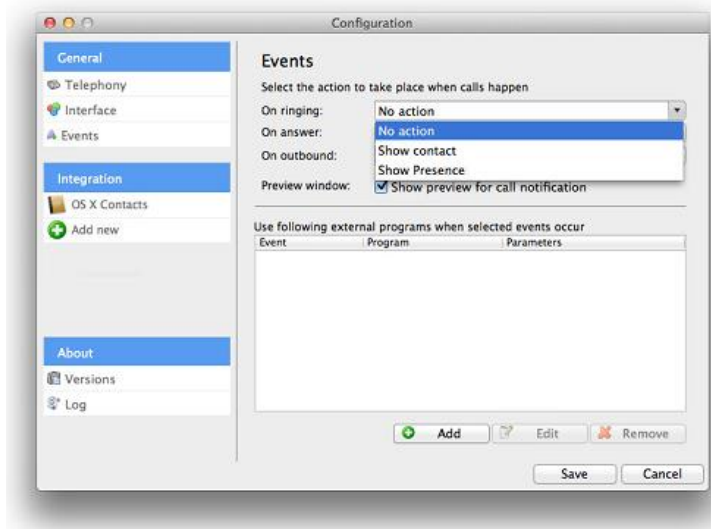 Configuration
General
Telephony
Interface
Events
Integration
OS X Contacts
Add new
About
Versions
Log
Events
Select the action to take place when calls happen
On ringing: No action
On answer: No action
On outbound: Show contact
Show Presence
Preview window: Show preview for call notification
Use following external programs when selected events occur
Event Program Parameters
Add Edit Remove
Save Cancel